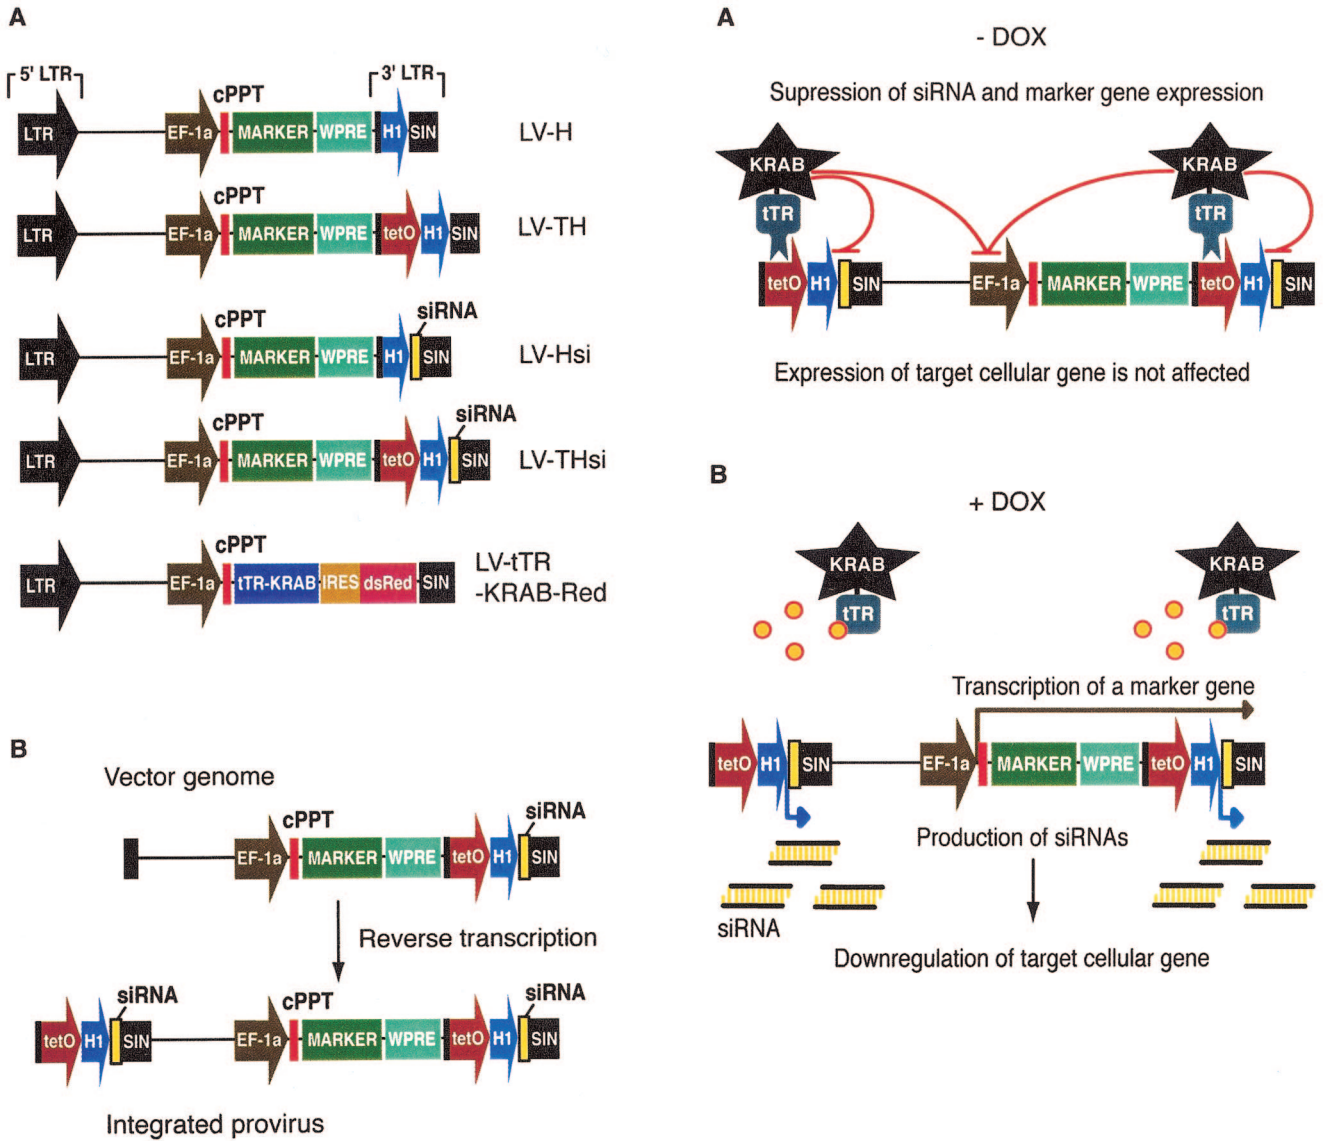 A
5' LTR
3' LTR
cPPT
LTR EF-1a MARKER WPRE H1 SIN LV-H
cPPT
LTR EF-1a MARKER WPRE tetO H1 SIN LV-TH
cPPT siRNA
LTR EF-1a MARKER WPRE H1 SIN LV-Hsi
cPPT siRNA
LTR EF-1a MARKER WPRE tetO H1 SIN LV-THsi
cPPT
LTR EF-1a tTR-KRAB IRES dsRed SIN
LV-tTR
-KRAB-Red
B
Vector genome
cPPT siRNA
EF-1a MARKER WPRE tetO H1 SIN
Reverse transcription
siRNA cPPT siRNA
tetO H1 SIN EF-1a MARKER WPRE tetO H1 SIN
Integrated provirus
A
- DOX
Supression of siRNA and marker gene expression
KRAB KRAB
tTR tTR
tetO H1 SIN EF-1a MARKER WPRE tetO H1 SIN
Expression of target cellular gene is not affected
B
+ DOX
KRAB KRAB
tTR tTR
Transcription of a marker gene
tetO H1 SIN EF-1a MARKER WPRE tetO H1 SIN
Production of siRNAs
siRNA
Downregulation of target cellular gene